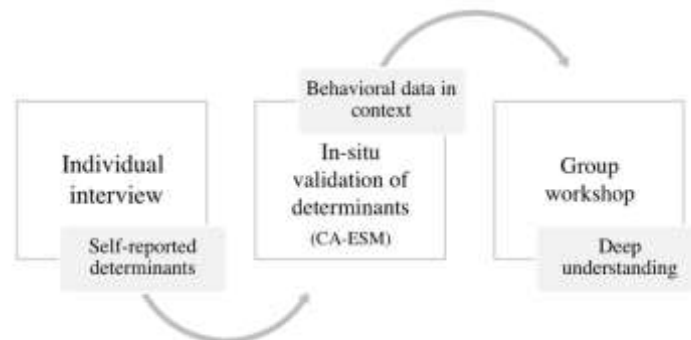 Individual
interview
Self-reported
determinants
Behavioral data in
context
In-situ
validation of
determinants
(CA-ESM)
Group
workshop
Deep
understanding